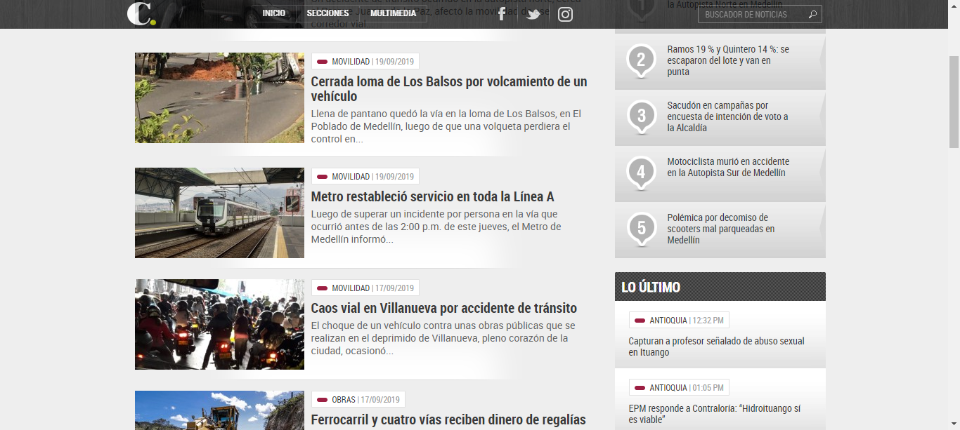 C.
INICIO
SECCIONES
MULTIMEDIA
BUSCADOR DE NOTICIAS
MOVILIDAD | 19/09/2019
Cerrada loma de Los Balsos por volcamiento de un
vehículo
Llena de pantano quedó la vía en la loma de Los Balsos, en El
Poblado de Medellín, luego de que una volqueta perdiera el
control en...
MOVILIDAD | 19/09/2019
Metro restableció servicio en toda la Línea A
Luego de superar un incidente por persona en la vía que
ocurrió antes de las 2:00 p.m. de este jueves, el Metro de
Medellín informó...
MOVILIDAD | 17/09/2019
Caos vial en Villanueva por accidente de tránsito
El choque de un vehículo contra unas obras públicas que se
realizan en el deprimido de Villanueva, pleno corazón de la
ciudad, ocasionó...
OBRAS | 17/09/2019
Ferrocarril y cuatro vías reciben dinero de regalías
1
la Autopista Norte en Medellín
2
Ramos 19 % y Quintero 14 %: se
escaparon del lote y van en
punta
3
Sacudón en campañas por
encuesta de intención de voto a
la Alcaldía
4
Motociclista murió en accidente
en la Autopista Sur de Medellín
5
Polémica por decomiso de
scooters mal parqueadas en
Medellín
LO ÚLTIMO
ANTIOQUIA | 12:32 PM
Capturan a profesor señalado de abuso sexual
en Ituango
ANTIOQUIA | 01:05 PM
EPM responde a Contraloría: “Hidroituango sí
es viable”